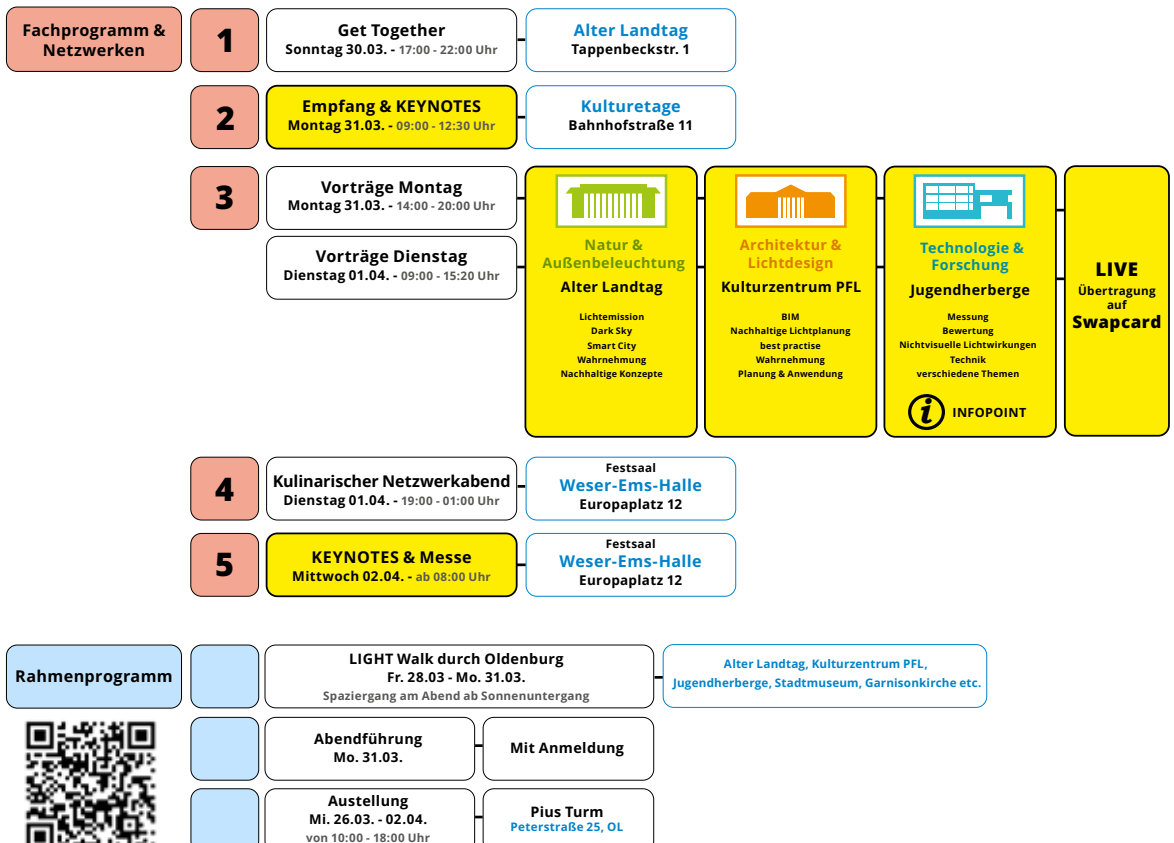 Fachprogramm &
Netzwerken
1
Get Together
Sonntag 30.03. - 17:00 - 22:00 Uhr
Alter Landtag
Tappenbeckstr. 1
2
Empfang & KEYNOTES
Montag 31.03. - 09:00 - 12:30 Uhr
Kulturetage
Bahnhofstraße 11
3
Vorträge Montag
Montag 31.03. - 14:00 - 20:00 Uhr
Vorträge Dienstag
Dienstag 01.04. - 09:00 - 15:20 Uhr
Natur &
Außenbeleuchtung
Alter Landtag
Lichtemission
Dark Sky
Smart City
Wahrnehmung
Nachhaltige Konzepte
Architektur &
Lichtdesign
Kulturzentrum PFL
BIM
Nachhaltige Lichtplanung
best practise
Wahrnehmung
Planung & Anwendung
Technologie &
Forschung
Jugendherberge
Messung
Bewertung
Nichtvisuelle Lichtwirkungen
Technik
verschiedene Themen
i INFOPOINT
LIVE
Übertragung
auf
Swapcard
4
Kulinarischer Netzwerkabend
Dienstag 01.04. - 19:00 - 01:00 Uhr
Festsaal
Weser-Ems-Halle
Europaplatz 12
5
KEYNOTES & Messe
Mittwoch 02.04. - ab 08:00 Uhr
Festsaal
Weser-Ems-Halle
Europaplatz 12
Rahmenprogramm
LIGHT Walk durch Oldenburg
Fr. 28.03 - Mo. 31.03.
Spaziergang am Abend ab Sonnenuntergang
Alter Landtag, Kulturzentrum PFL,
Jugendherberge, Stadtmuseum, Garnisonkirche etc.
Abendführung
Mo. 31.03.
Mit Anmeldung
Austellung
Mi. 26.03. - 02.04.
von 10:00 - 18:00 Uhr
Pius Turm
Peterstraße 25, OL